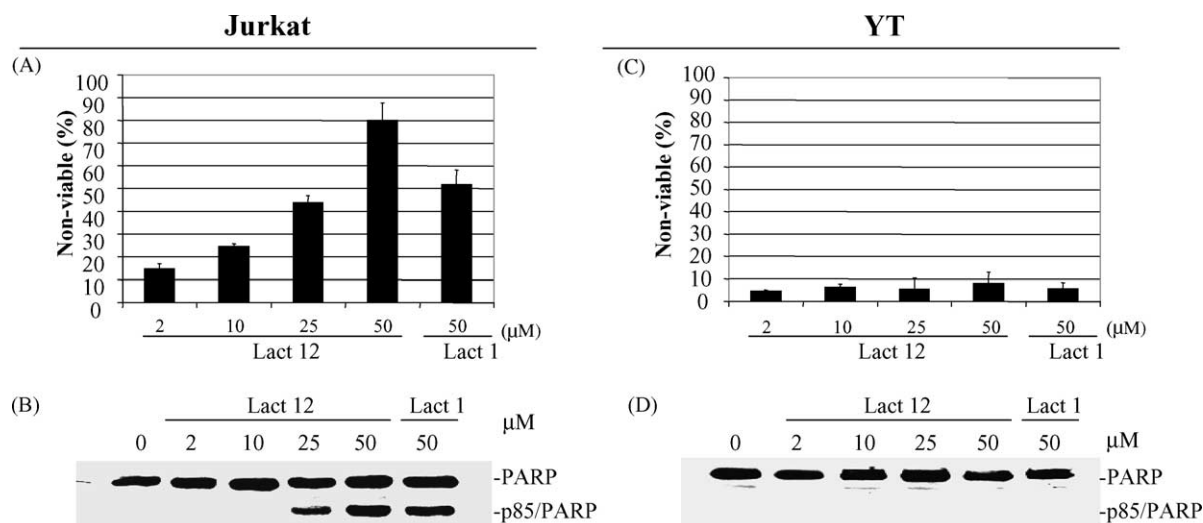 Jurkat
(A)
Non-viable (%)
100
90
80
70
60
50
40
30
20
10
0
2 10 25 50 50 (μM)
Lact 12 Lact 1
(B)
Lact 12 Lact 1
μM
0 2 10 25 50 50
-PARP
-p85/PARP
YT
(C)
Non-viable (%)
100
90
80
70
60
50
40
30
20
10
0
2 10 25 50 50 (μM)
Lact 12 Lact 1
(D)
Lact 12 Lact 1
0 2 10 25 50 50 μM
-PARP
-p85/PARP